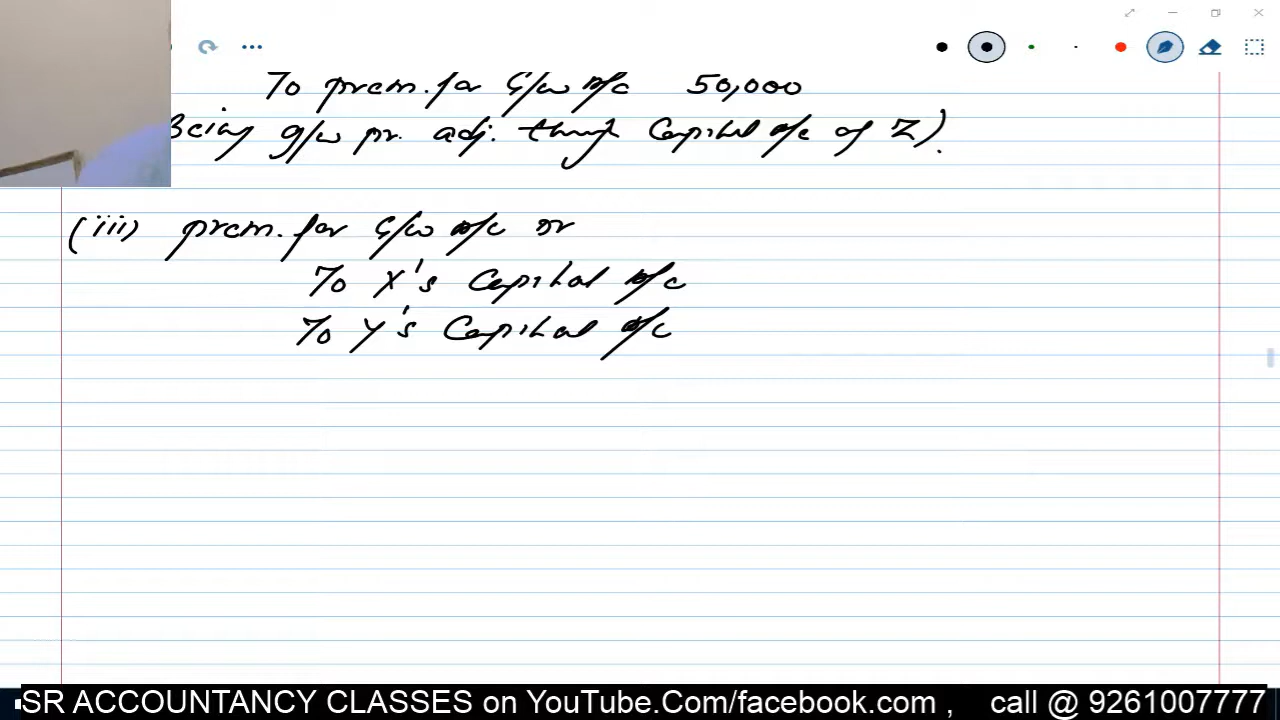 To prem. for G/w A/c 50,000
Being g/w pr. adj. through Capital A/c of Z).
(iii) prem. for G/w A/c Dr
To X's Capital A/c
To Y's Capital A/c
SR ACCOUNTANCY CLASSES on YouTube.Com/facebook.com , call @ 9261007777